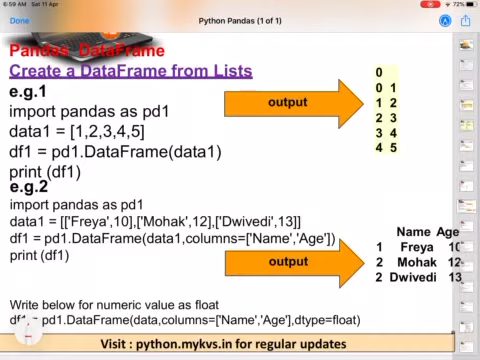 6:59 AM Sat 11 Apr
72%
Done
Python Pandas (1 of 1)
Pandas DataFrame
Create a DataFrame from Lists
e.g.1
import pandas as pd1
data1 = [1,2,3,4,5]
df1 = pd1.DataFrame(data1)
print (df1)
output
0
0 1
1 2
2 3
3 4
4 5
e.g.2
import pandas as pd1
data1 = [['Freya',10],['Mohak',12],['Dwivedi',13]]
df1 = pd1.DataFrame(data1,columns=['Name','Age'])
print (df1)
output
Name Age
1 Freya 10
2 Mohak 12
2 Dwivedi 13
Write below for numeric value as float
df1 = pd1.DataFrame(data,columns=['Name','Age'],dtype=float)
Visit : python.mykvs.in for regular updates